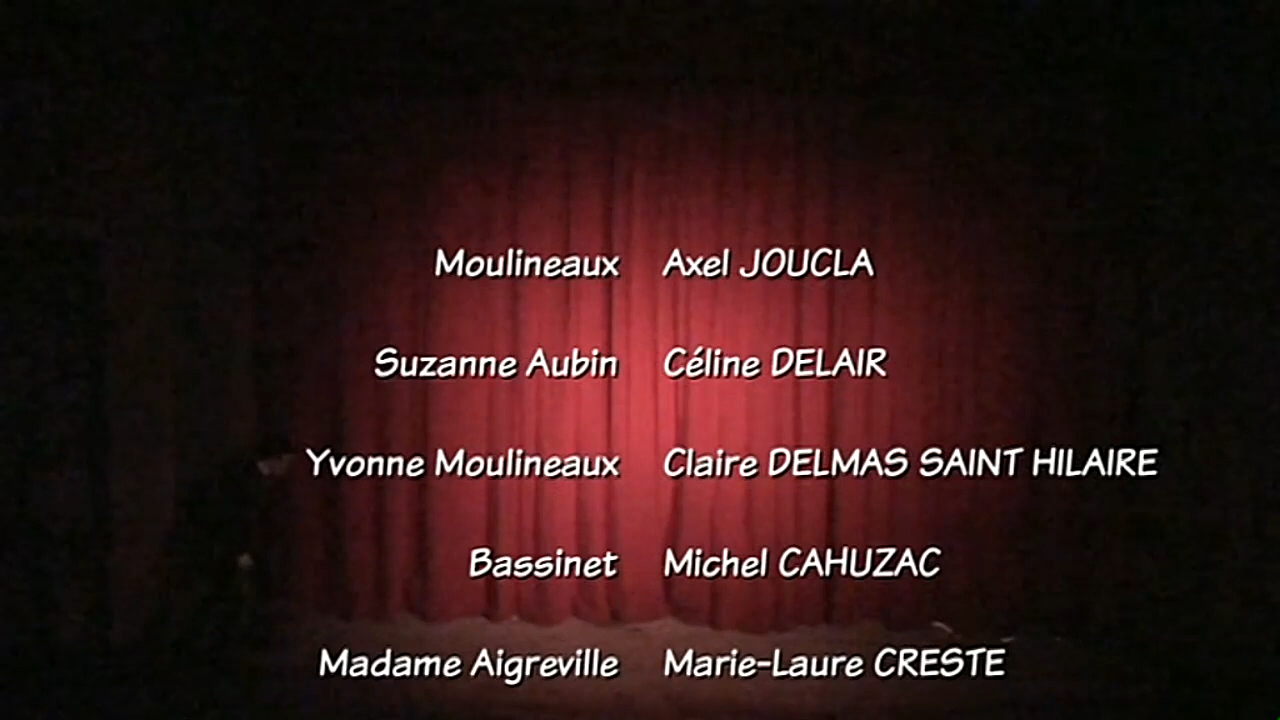 Moulineaux Axel JOUCLA
Suzanne Aubin Céline DELAIR
Yvonne Moulineaux Claire DELMAS SAINT HILAIRE
Bassinet Michel CAHUZAC
Madame Aigreville Marie-Laure CRESTE